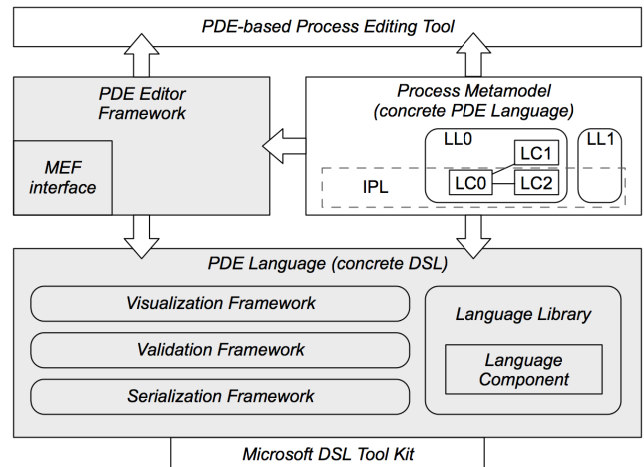 PDE-based Process Editing Tool
PDE Editor
Framework
MEF
interface
Process Metamodel
(concrete PDE Language)
LL0
LL1
LC1
IPL
LC0
LC2
PDE Language (concrete DSL)
Visualization Framework
Validation Framework
Serialization Framework
Language Library
Language
Component
Microsoft DSL Tool Kit